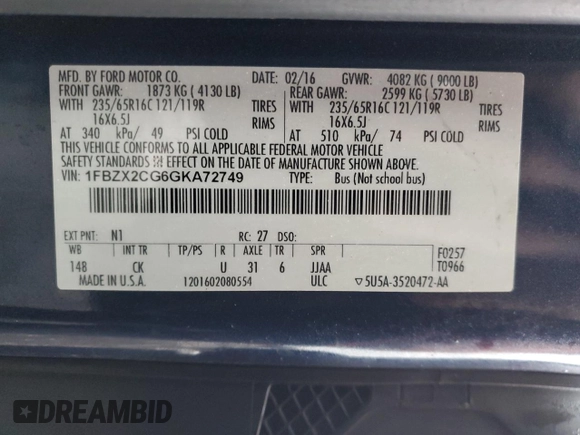 MFD. BY FORD MOTOR CO. DATE: 02/16 GVWR: 4082 KG ( 9000 LB)
FRONT GAWR: 1873 KG ( 4130 LB) REAR GAWR: 2599 KG ( 5730 LB)
WITH 235/65R16C 121/119R TIRES WITH 235/65R16C 121/119R TIRES
16X6.5J RIMS 16X6.5J RIMS
AT 340 kPa/ 49 PSI COLD AT 510 kPa/ 74 PSI COLD
THIS VEHICLE CONFORMS TO ALL APPLICABLE FEDERAL MOTOR VEHICLE
SAFETY STANDARDS IN EFFECT ON THE DATE OF MANUFACTURE SHOWN ABOVE.
VIN: 1FBZX2CG6GKA72749 TYPE: Bus (Not School Bus)
EXT PNT: N1 RC: 27 DSO: F0257
WB INT TR TP/PS R AXLE TR SPR T0966
148 CK U 31 6 JJAA
MADE IN U.S.A. 1201602080554 ULC ▽5U5A-3520472-AA
DREAMBID